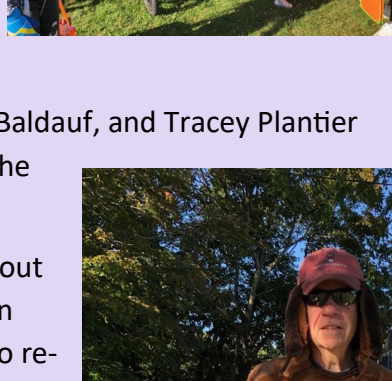 Baldauf, and Tracey Plantier
he
out
n
o re-